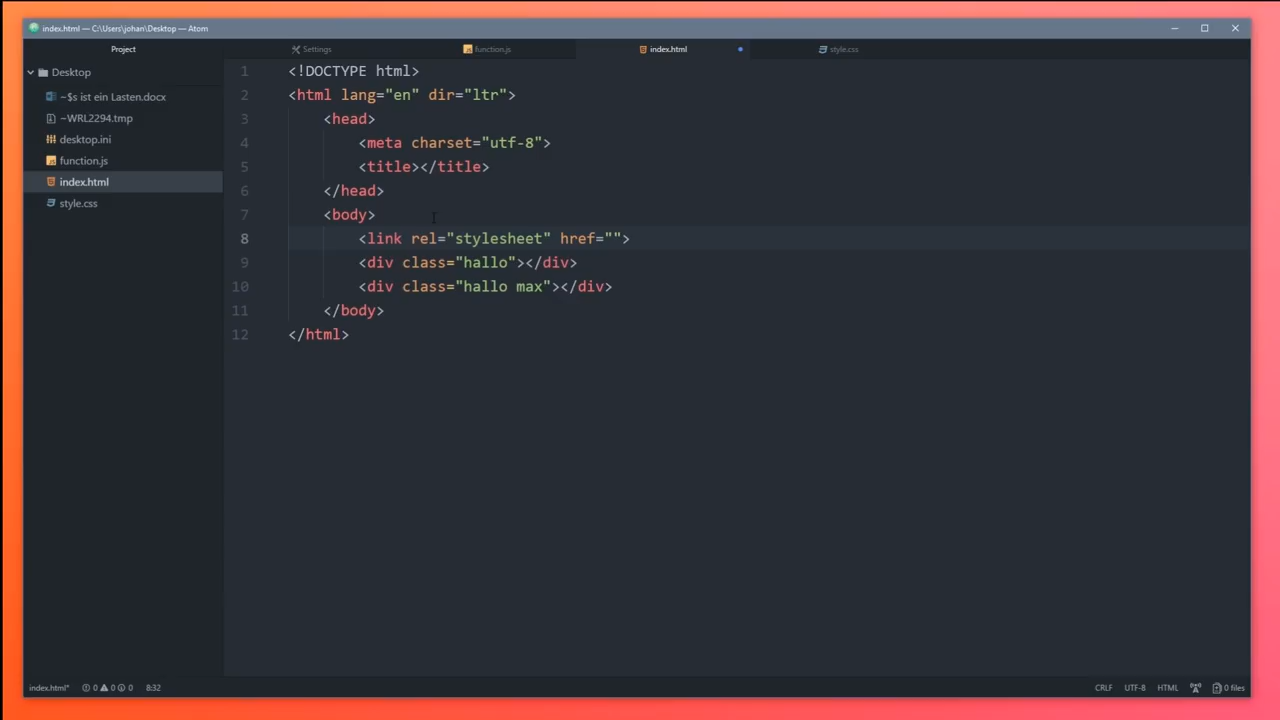 index.html — C:\Users\johan\Desktop — Atom
Project
Settings
function.js
index.html
style.css
Desktop
~$s ist ein Lasten.docx
~WRL2294.tmp
desktop.ini
function.js
index.html
style.css
1 <!DOCTYPE html>
2 <html lang="en" dir="ltr">
3 <head>
4 <meta charset="utf-8">
5 <title></title>
6 </head>
7 <body>
8 <link rel="stylesheet" href="">
9 <div class="hallo"></div>
10 <div class="hallo max"></div>
11 </body>
12 </html>
index.html* 0 0 0 8:32
CRLF UTF-8 HTML 0 files